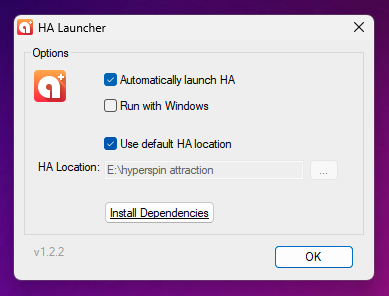 HA Launcher
Options
Automatically launch HA
Run with Windows
Use default HA location
HA Location: E:\hyperspin attraction ...
Install Dependencies
v1.2.2 OK